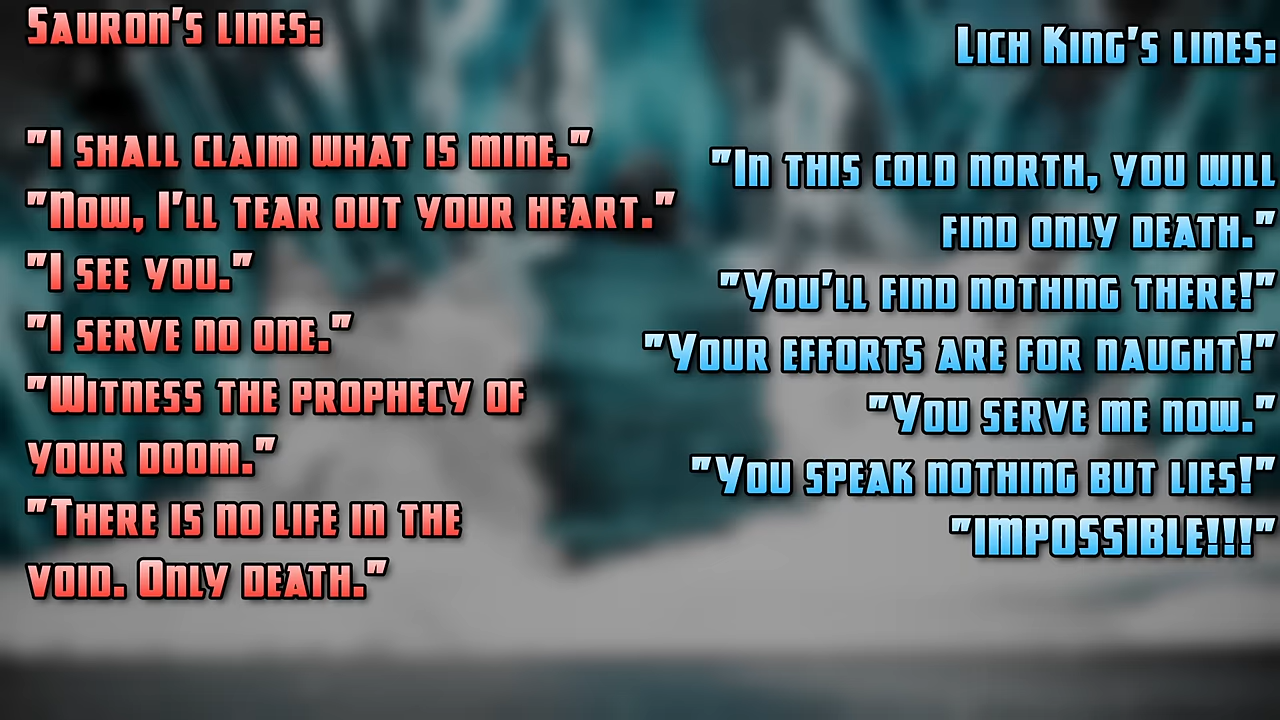 Sauron's lines:
"I shall claim what is mine."
"Now, I'll tear out your heart."
"I see you."
"I serve no one."
"Witness the prophecy of
your doom."
"There is no life in the
void. Only death."
Lich King's lines:
"In this cold north, you will
find only death."
"You'll find nothing there!"
"Your efforts are for naught!"
"You serve me now."
"You speak nothing but lies!"
"IMPOSSIBLE!!!"